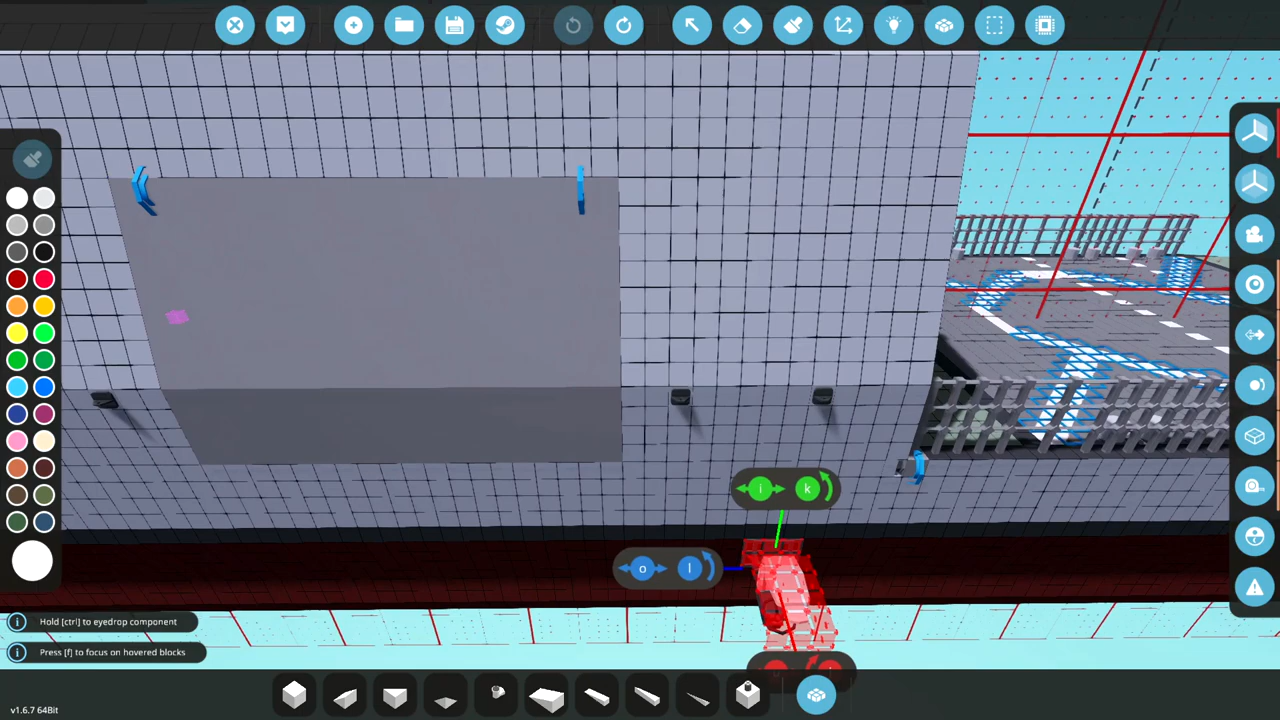 i k
o l
Hold [ctrl] to eyedrop component
Press [f] to focus on hovered blocks
v1.6.7 64Bit